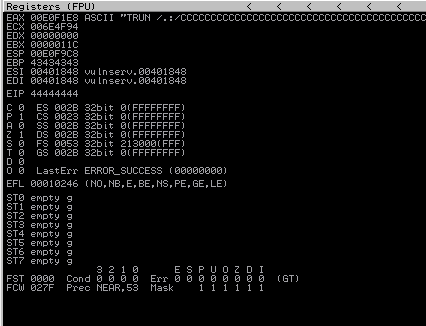 Registers (FPU) < < < < <
EAX 00E0F1E8 ASCII "TRUN /.:/CCCCCCCCCCCCCCCCCCCCCCCCCCCCCCCCCC
ECX 006E4F94
EDX 00000000
EBX 0000011C
ESP 00E0F9C8
EBP 43434343
ESI 00401848 vulnserv.00401848
EDI 00401848 vulnserv.00401848
EIP 44444444
C 0 ES 002B 32bit 0(FFFFFFFF)
P 1 CS 0023 32bit 0(FFFFFFFF)
A 0 SS 002B 32bit 0(FFFFFFFF)
Z 1 DS 002B 32bit 0(FFFFFFFF)
S 0 FS 0053 32bit 213000(FFF)
T 0 GS 002B 32bit 0(FFFFFFFF)
D 0
O 0 LastErr ERROR_SUCCESS (00000000)
EFL 00010246 (NO,NB,E,BE,NS,PE,GE,LE)
ST0 empty g
ST1 empty g
ST2 empty g
ST3 empty g
ST4 empty g
ST5 empty g
ST6 empty g
ST7 empty g
3 2 1 0 E S P U O Z D I
FST 0000 Cond 0 0 0 0 Err 0 0 0 0 0 0 0 0 (GT)
FCW 027F Prec NEAR,53 Mask 1 1 1 1 1 1